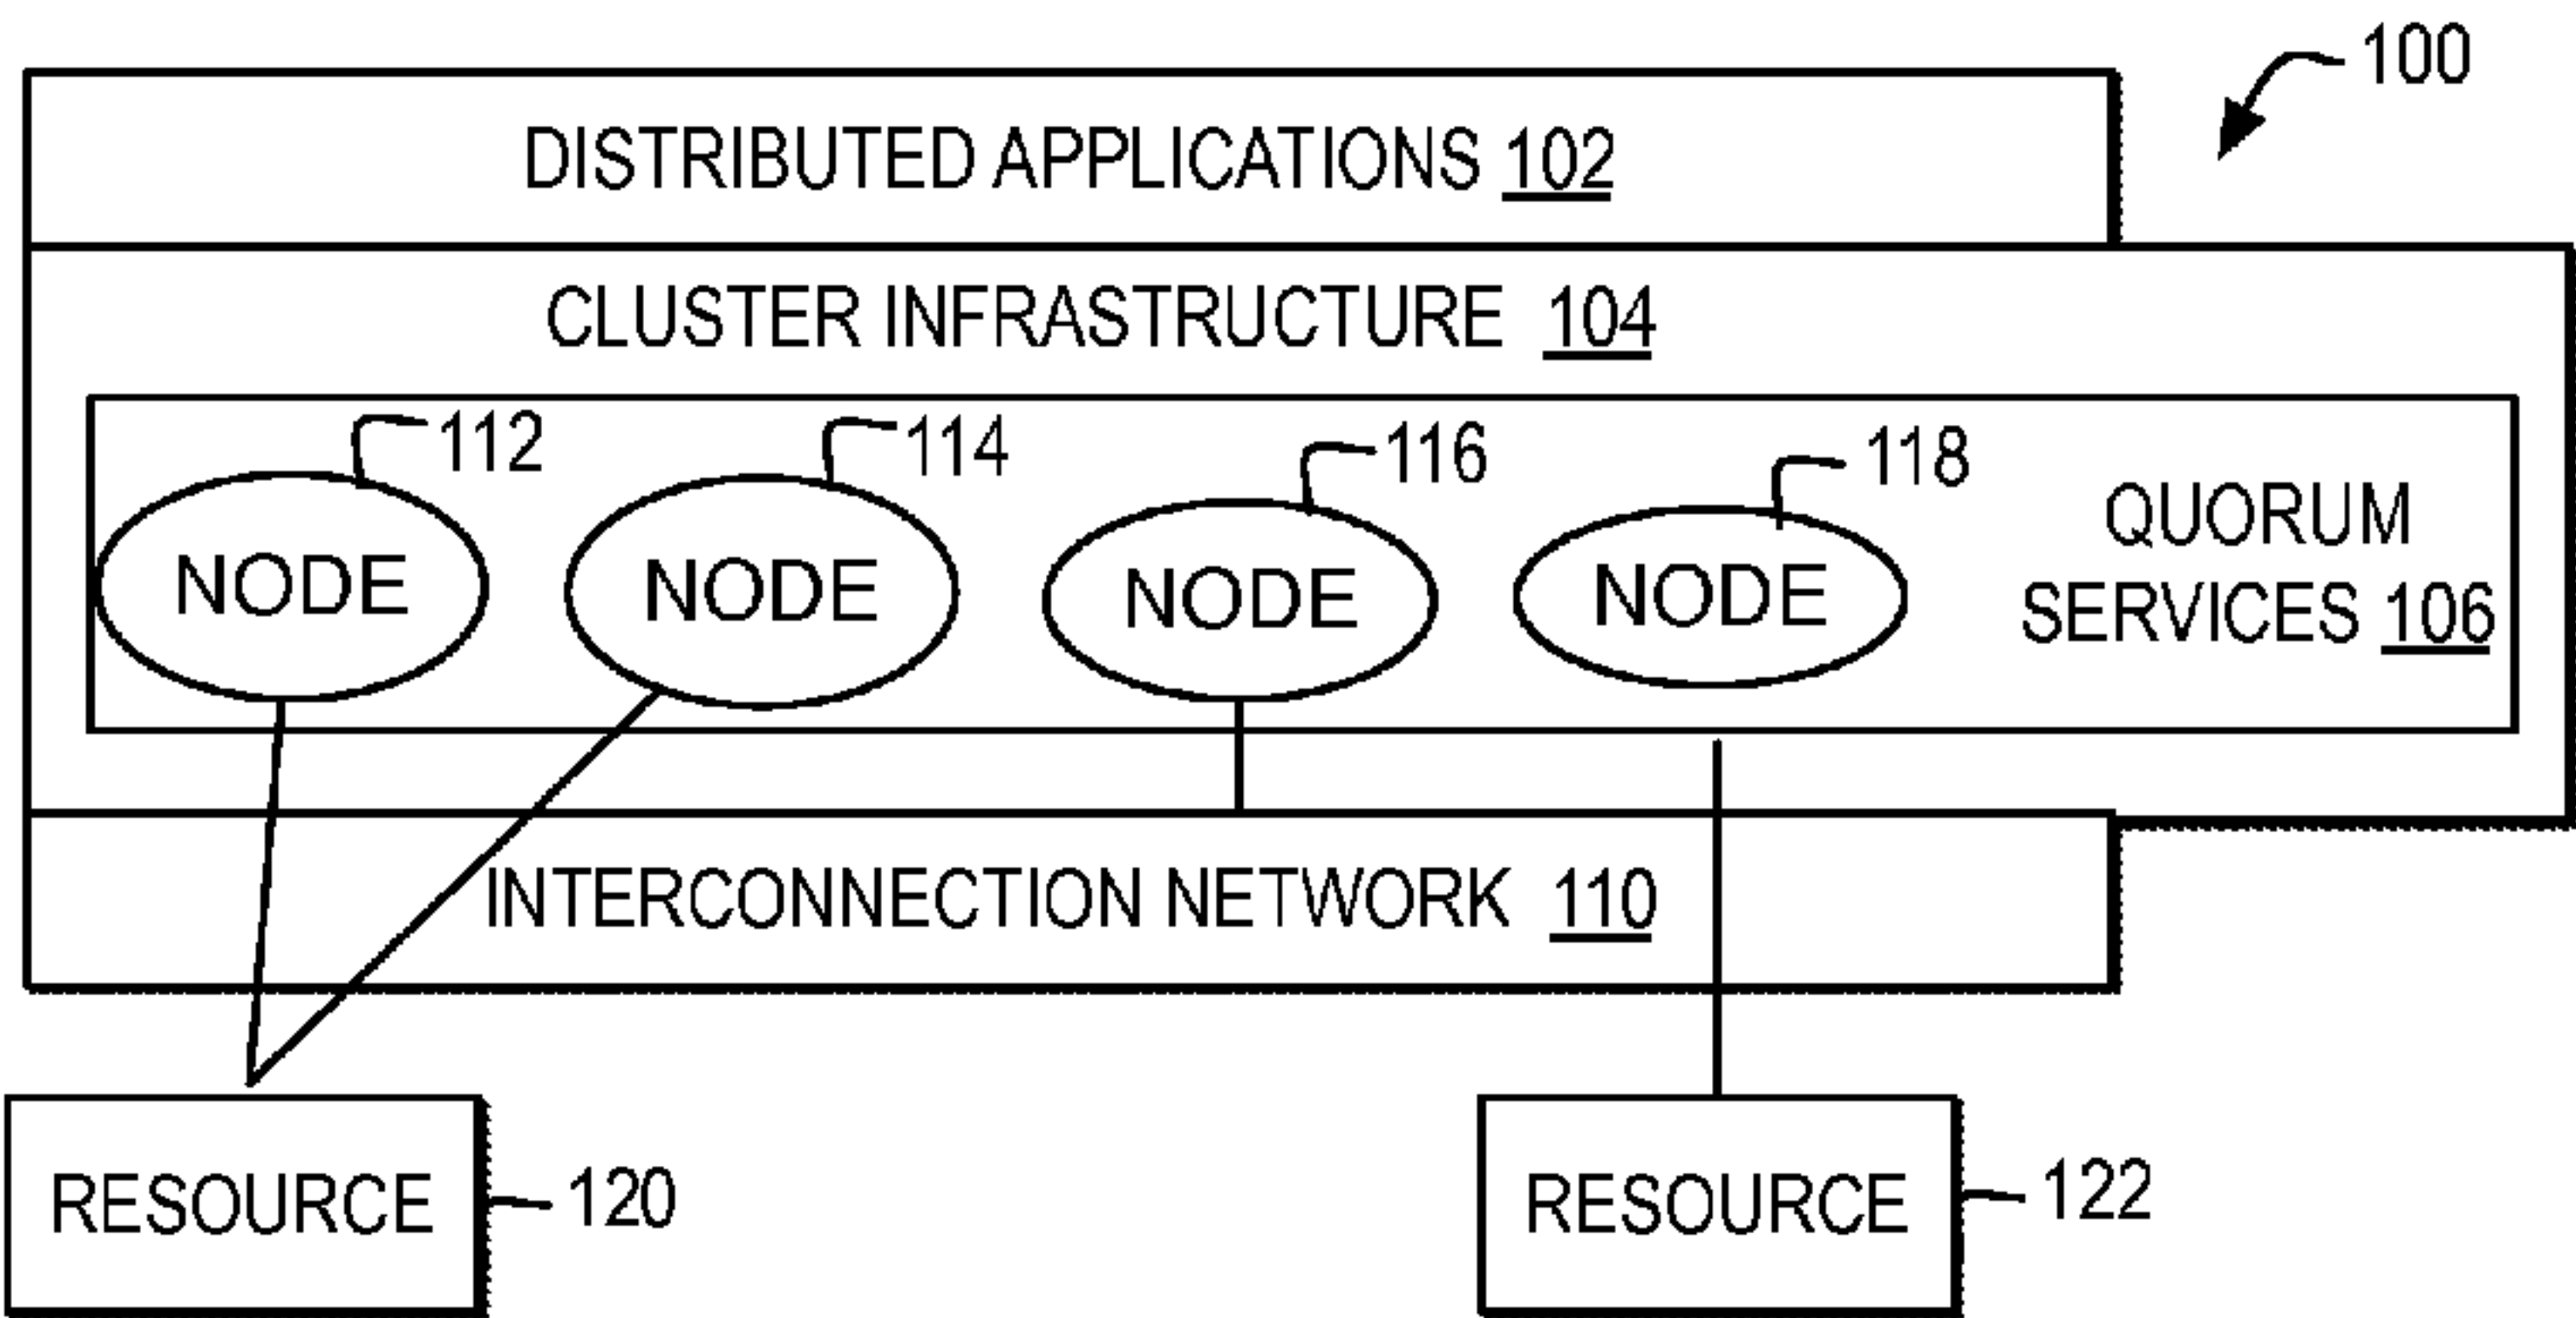 100
DISTRIBUTED APPLICATIONS 102
CLUSTER INFRASTRUCTURE 104
112
114
116
118
NODE
NODE
NODE
NODE
QUORUM
SERVICES 106
INTERCONNECTION NETWORK 110
RESOURCE
120
RESOURCE
122